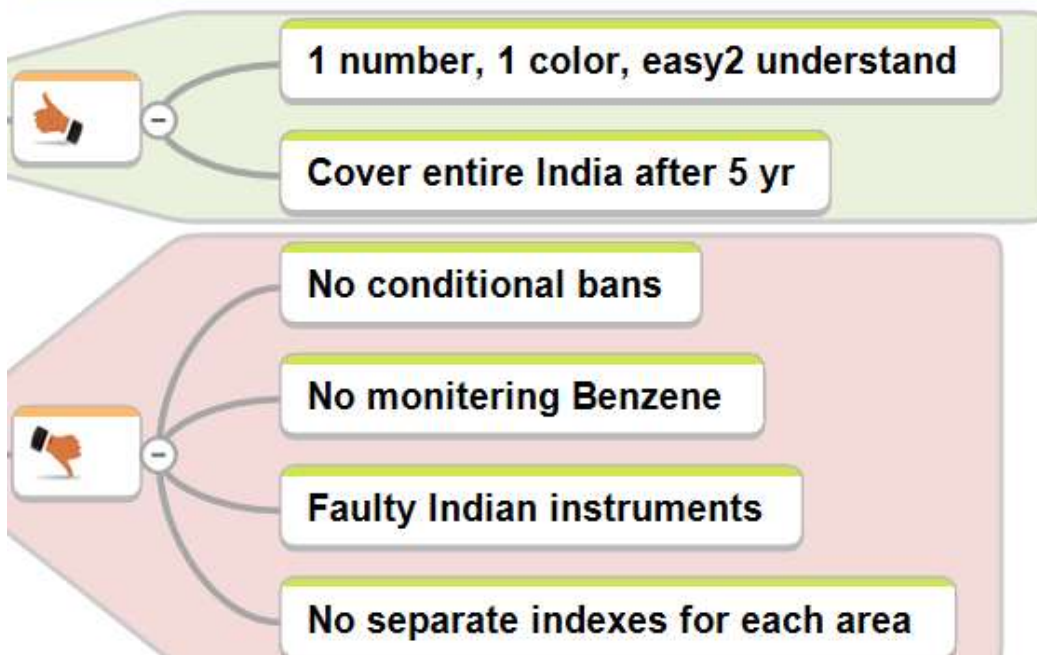 1 number, 1 color, easy2 understand
Cover entire India after 5 yr
No conditional bans
No monitering Benzene
Faulty Indian instruments
No separate indexes for each area